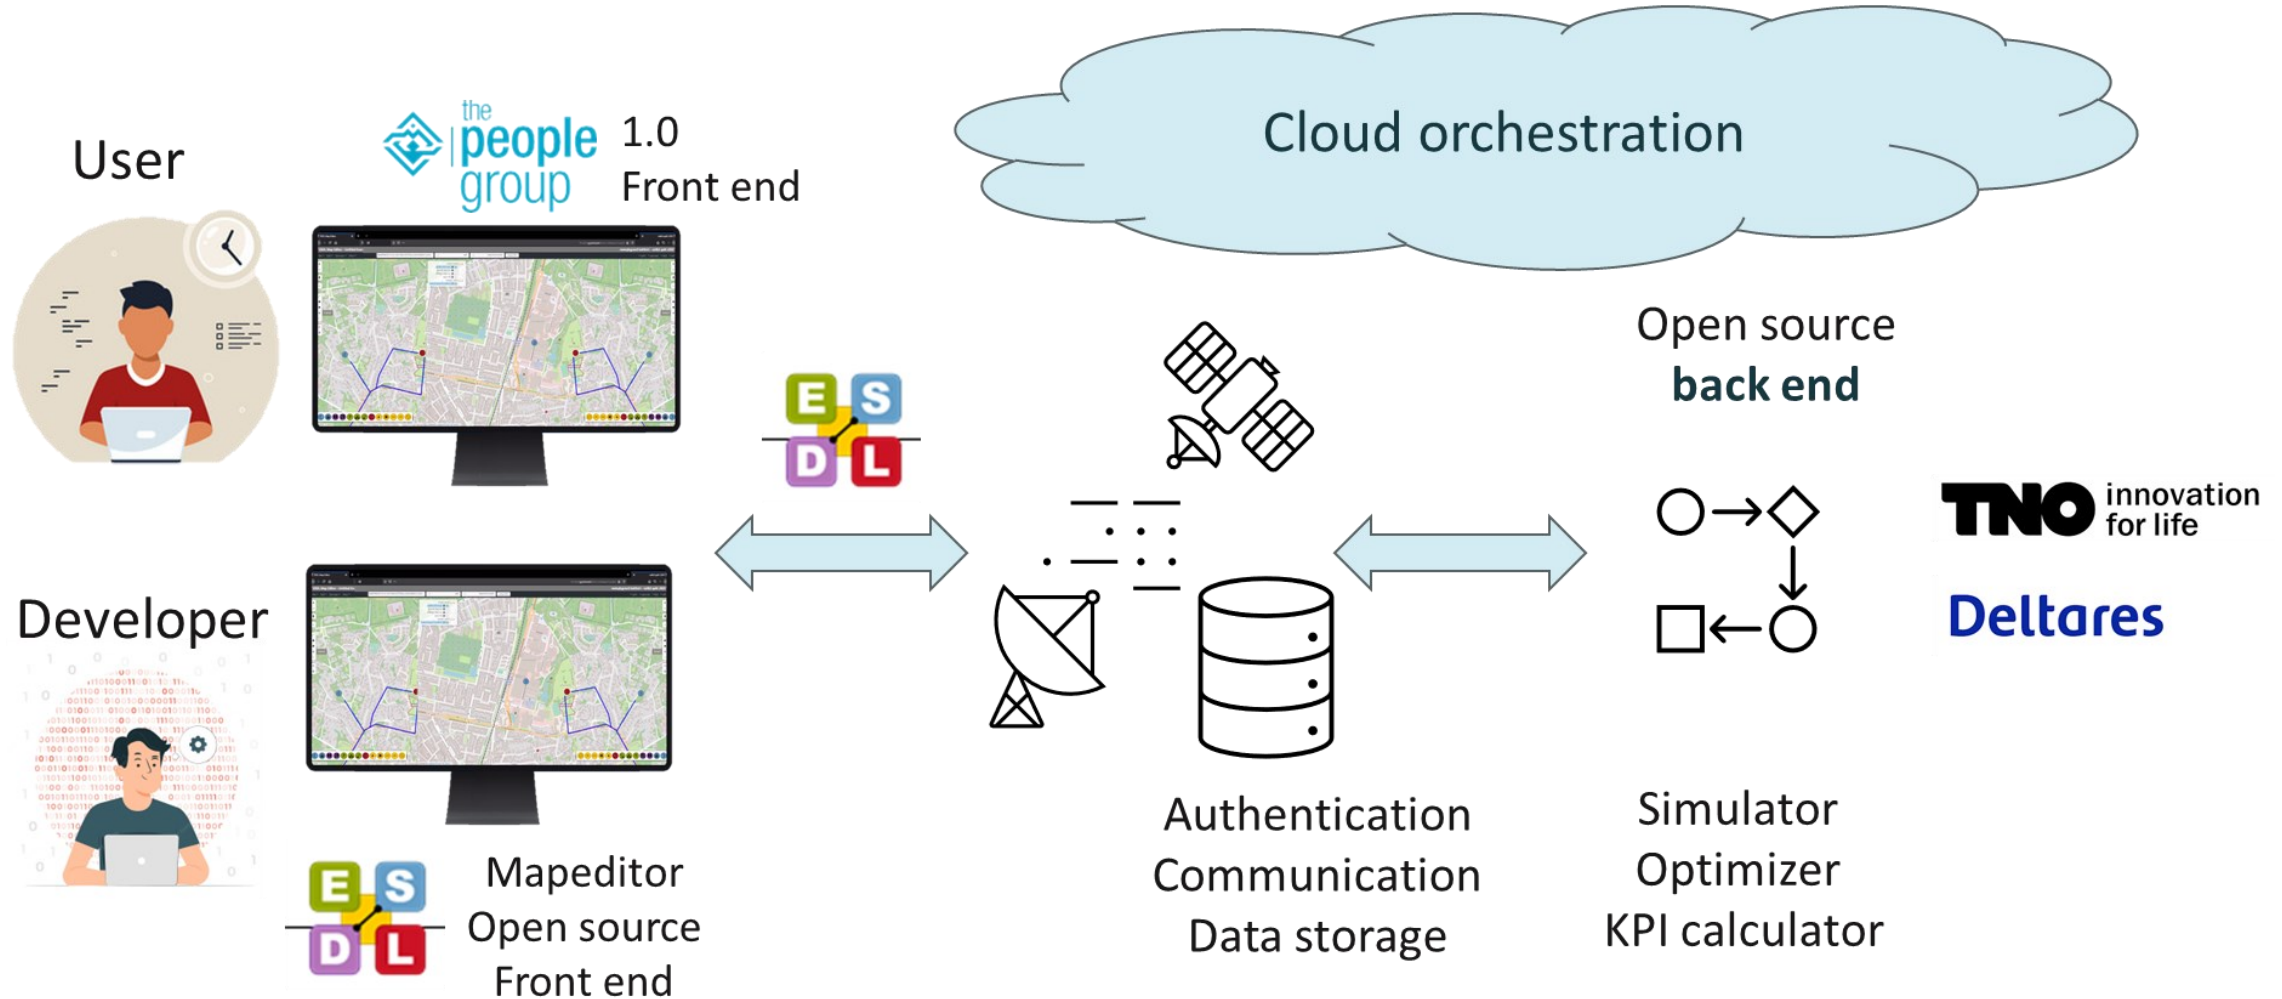 User
the
people
group
1.0
Front end
Cloud orchestration
E S
D L
Open source
back end
TNO innovation
for life
Deltares
Developer
E S
D L
Mapeditor
Open source
Front end
Authentication
Communication
Data storage
Simulator
Optimizer
KPI calculator